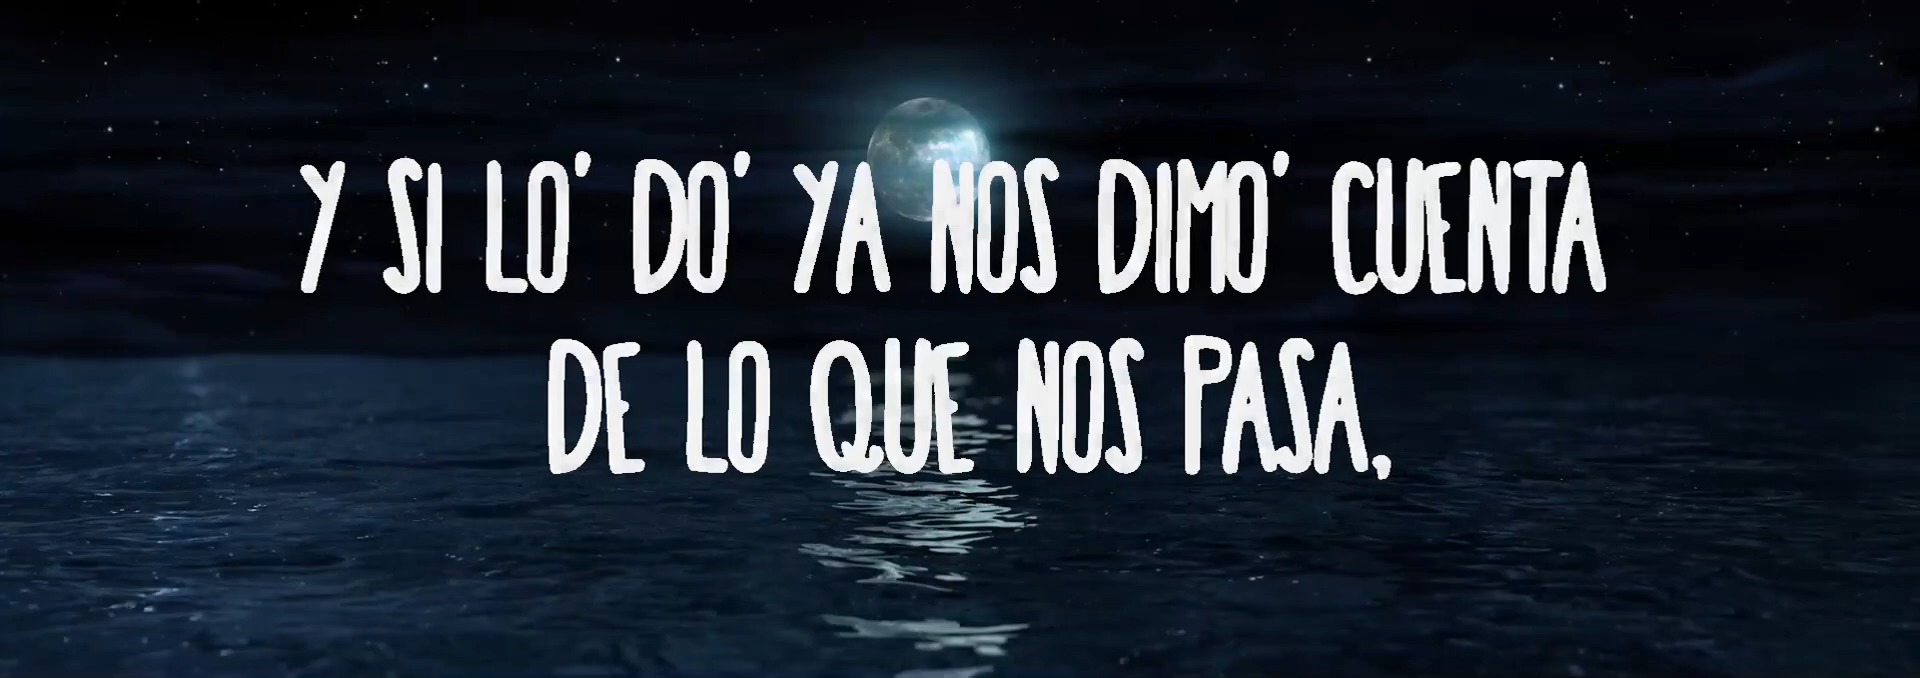 Y SI LO' DO' YA NOS DIMO' CUENTA
DE LO QUE NOS PASA,